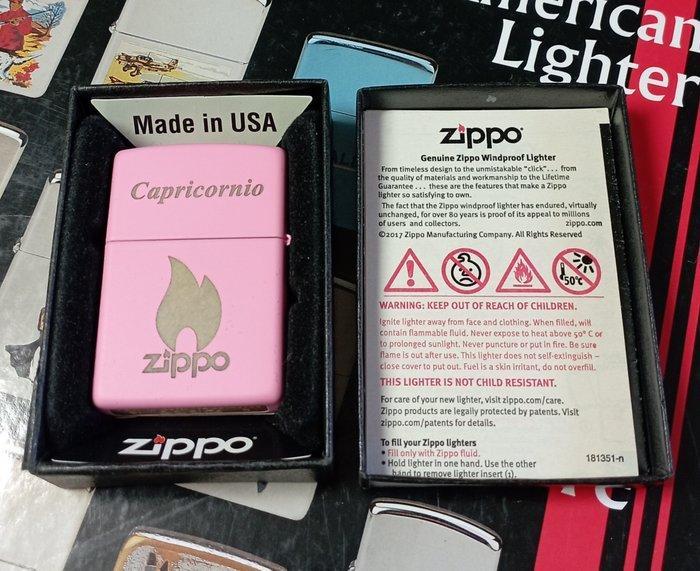 American
Lighter
Made in USA
Capricornio
zippo
zippo
zippo
Genuine Zippo Windproof Lighter
From timeless design to the unmistakable "click". . . from
the quality of materials and workmanship to the Lifetime
Guarantee . . . these are the features that make a Zippo
lighter so satisfying to own.
The fact that the Zippo windproof lighter has endured, virtually
unchanged, for over 80 years is proof of its appeal to millions
of users and collectors. zippo.com
©2017 Zippo Manufacturing Company. All Rights Reserved
50°C
WARNING: KEEP OUT OF REACH OF CHILDREN.
Ignite lighter away from face and clothing. When filled, will
contain flammable fluid. Never expose to heat above 50° C or
to prolonged sunlight. Never puncture or put in fire. Be sure
flame is out after use. This lighter does not self-extinguish –
close cover to put out. Fuel is a skin irritant, do not overfill.
THIS LIGHTER IS NOT CHILD RESISTANT.
For care of your new lighter, visit zippo.com/care.
Zippo products are legally protected by patents. Visit
zippo.com/patents for details.
To fill your Zippo lighters
• Fill only with Zippo fluid.
• Hold lighter in one hand. Use the other
hand to remove lighter insert (1).
181351-n